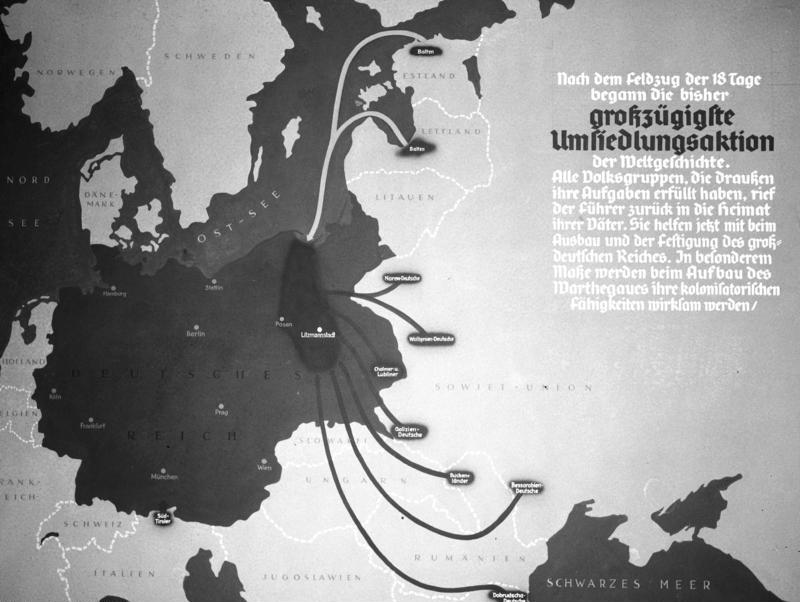 Nach dem Feldzug der 18 Tage
begann die bisher
großzügigste
Umsiedlungsaktion
der Weltgeschichte.
Alle Volksgruppen, die draußen
ihre Aufgaben erfüllt haben, rief
der Führer zurück in die Heimat
ihrer Väter. Sie helfen jetzt mit beim
Ausbau und der Festigung des groß-
deutschen Reiches. In besonderem
Maße werden beim Aufbau des
Warthegaues ihre kolonisatorischen
Fähigkeiten wirksam werden/
NORWEGEN
SCHWEDEN
Balten
ESTLAND
LETTLAND
Balten
NORD
SEE
DÄNE-
MARK
OST-SEE
LITAUEN
Hamburg
Stettin
Narew-Deutsche
Posen
Litzmannstadt
Berlin
Wolhynien-Deutsche
HOLLAND
DEUTSCHES
Cholmer u.
Lubliner
SOWJET-UNION
Köln
BELGIEN
Frankfurt
Prag
REICH
Galizien-
Deutsche
SLOWAKEI
Wien
München
UNGARN
Buchen-
länder
Bessarabien-
Deutsche
RANK-
EICH
Süd-
Tiroler
SCHWEIZ
ITALIEN
JUGOSLAWIEN
RUMÄNIEN
SCHWARZES MEER
Dobrudscha-
Deutsche